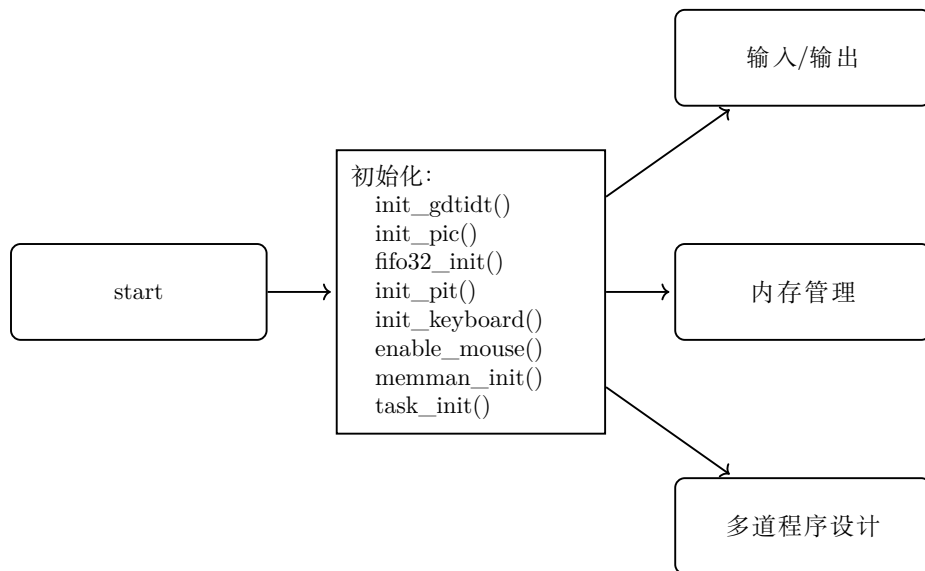 start
初始化:
init_gdtidt()
init_pic()
fifo32_init()
init_pit()
init_keyboard()
enable_mouse()
memman_init()
task_init()
输入/输出
内存管理
多道程序设计